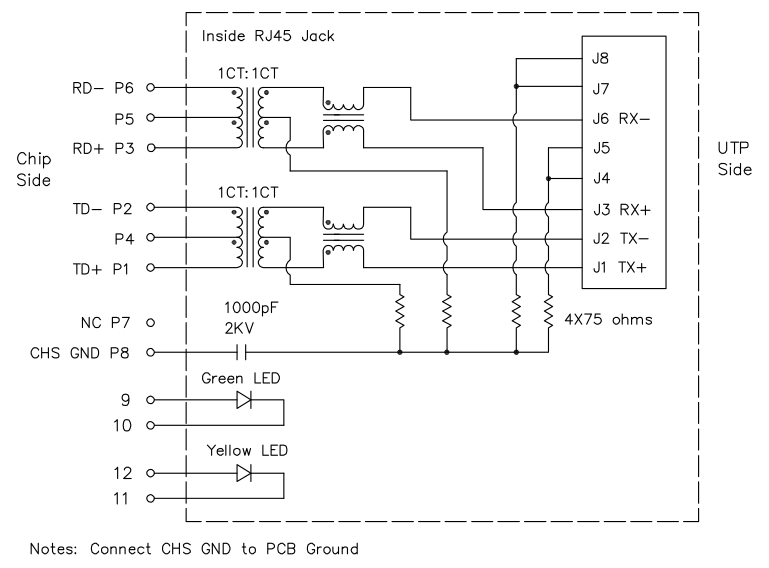 Inside RJ45 Jack
1CT:1CT
RD- P6
P5
RD+ P3
Chip
Side
1CT:1CT
TD- P2
P4
TD+ P1
NC P7
1000pF
2KV
CHS GND P8
Green LED
9
10
Yellow LED
12
11
J8
J7
J6 RX-
J5
J4
J3 RX+
J2 TX-
J1 TX+
UTP
Side
4X75 ohms
Notes: Connect CHS GND to PCB Ground